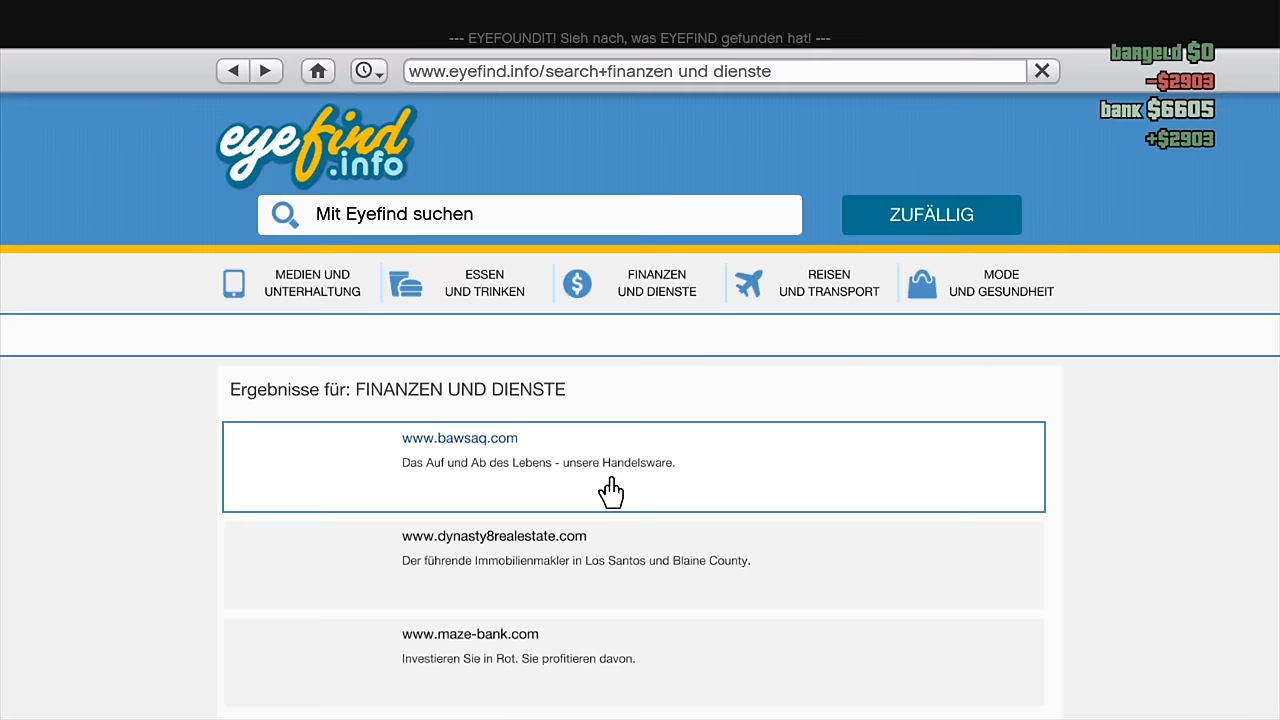 --- EYEFOUNDIT! Sieh nach, was EYEFIND gefunden hat! ---
bargeld $0
-$2903
bank $6605
+$2903
www.eyefind.info/search+finanzen und dienste
eyefind
.info
Mit Eyefind suchen
ZUFÄLLIG
MEDIEN UND
UNTERHALTUNG
ESSEN
UND TRINKEN
FINANZEN
UND DIENSTE
REISEN
UND TRANSPORT
MODE
UND GESUNDHEIT
Ergebnisse für: FINANZEN UND DIENSTE
www.bawsaq.com
Das Auf und Ab des Lebens - unsere Handelsware.
www.dynasty8realestate.com
Der führende Immobilienmakler in Los Santos und Blaine County.
www.maze-bank.com
Investieren Sie in Rot. Sie profitieren davon.